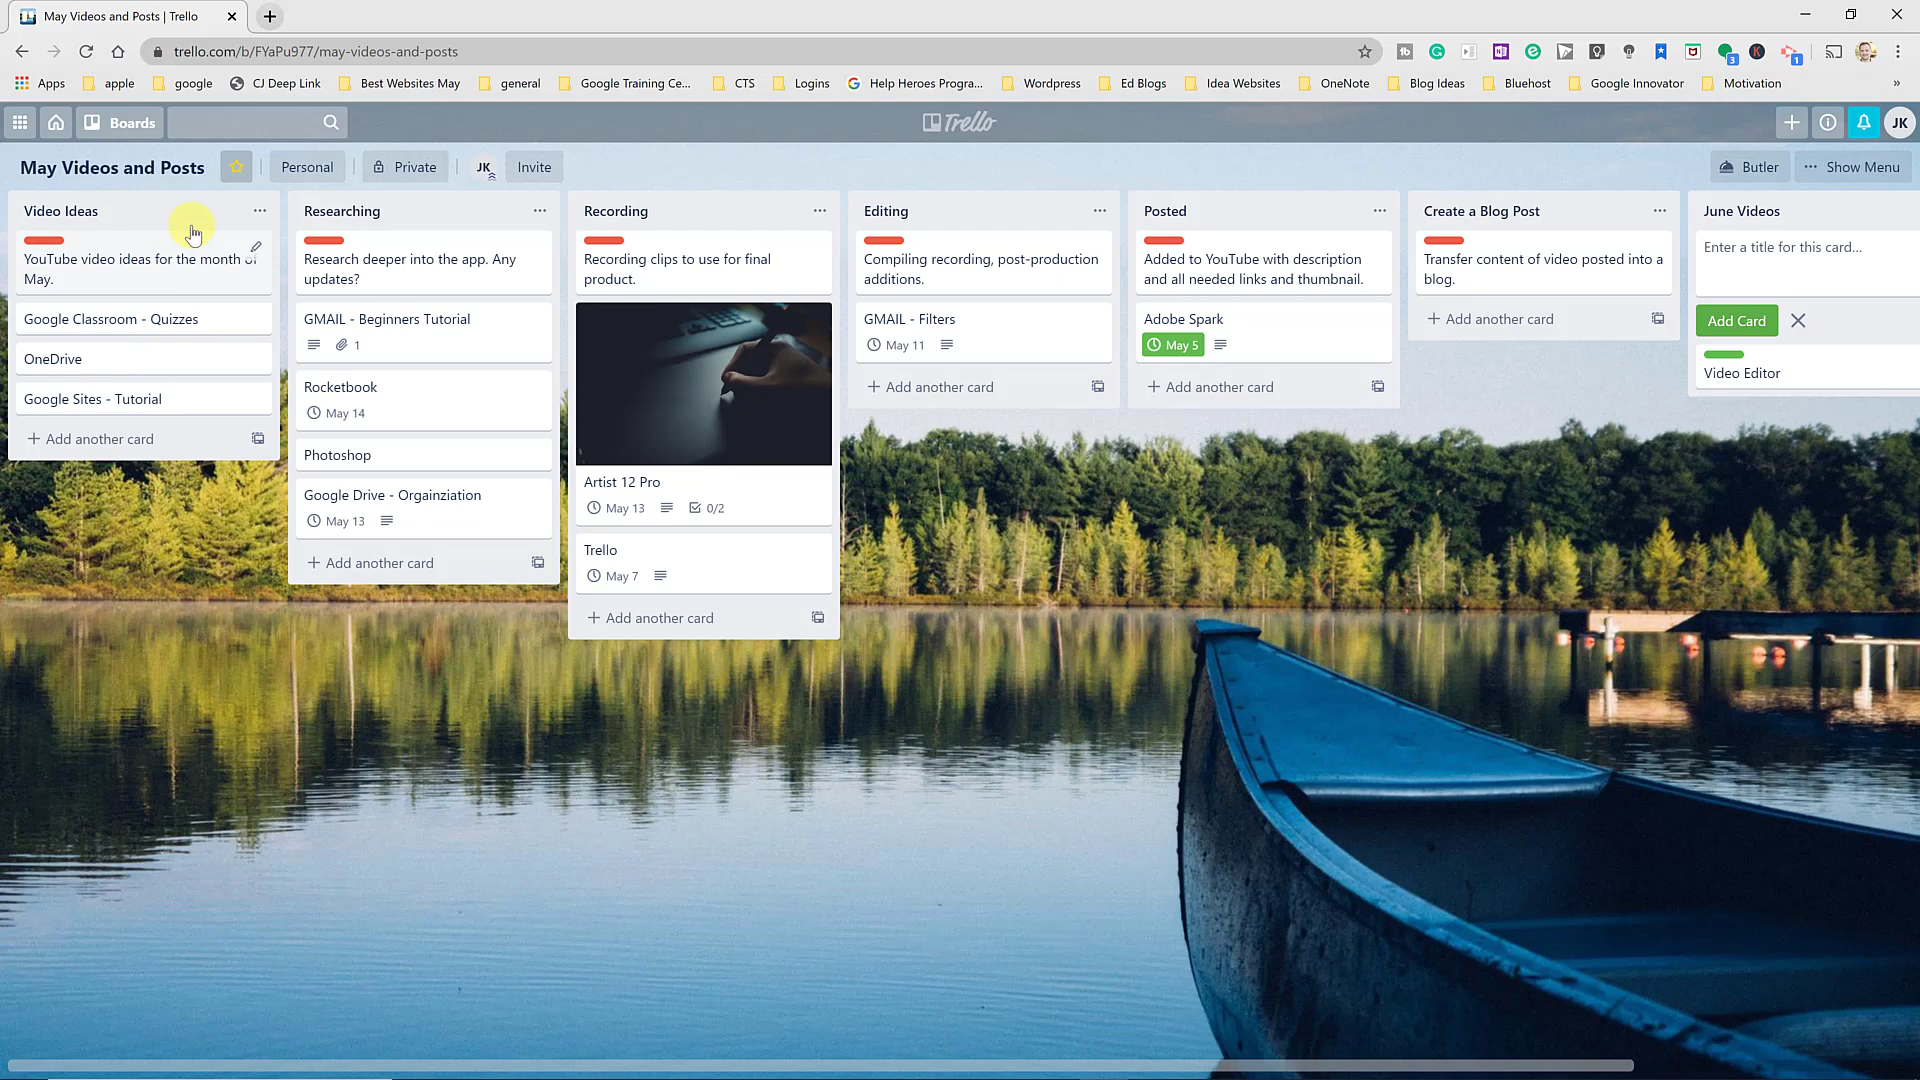 May Videos and Posts | Trello
trello.com/b/FYaPu977/may-videos-and-posts
Apps apple google CJ Deep Link Best Websites May general Google Training Ce... CTS Logins Help Heroes Progra... Wordpress Ed Blogs Idea Websites OneNote Blog Ideas Bluehost Google Innovator Motivation »
Boards Trello JK
May Videos and Posts Personal Private JK Invite Butler Show Menu
Video Ideas
YouTube video ideas for the month of
May.
Google Classroom - Quizzes
OneDrive
Google Sites - Tutorial
Add another card
Researching
Research deeper into the app. Any
updates?
GMAIL - Beginners Tutorial
1
Rocketbook
May 14
Photoshop
Google Drive - Orgainziation
May 13
Add another card
Recording
Recording clips to use for final
product.
Artist 12 Pro
May 13 0/2
Trello
May 7
Add another card
Editing
Compiling recording, post-production
additions.
GMAIL - Filters
May 11
Add another card
Posted
Added to YouTube with description
and all needed links and thumbnail.
Adobe Spark
May 5
Add another card
Create a Blog Post
Transfer content of video posted into a
blog.
Add another card
June Videos
Enter a title for this card...
Add Card
Video Editor